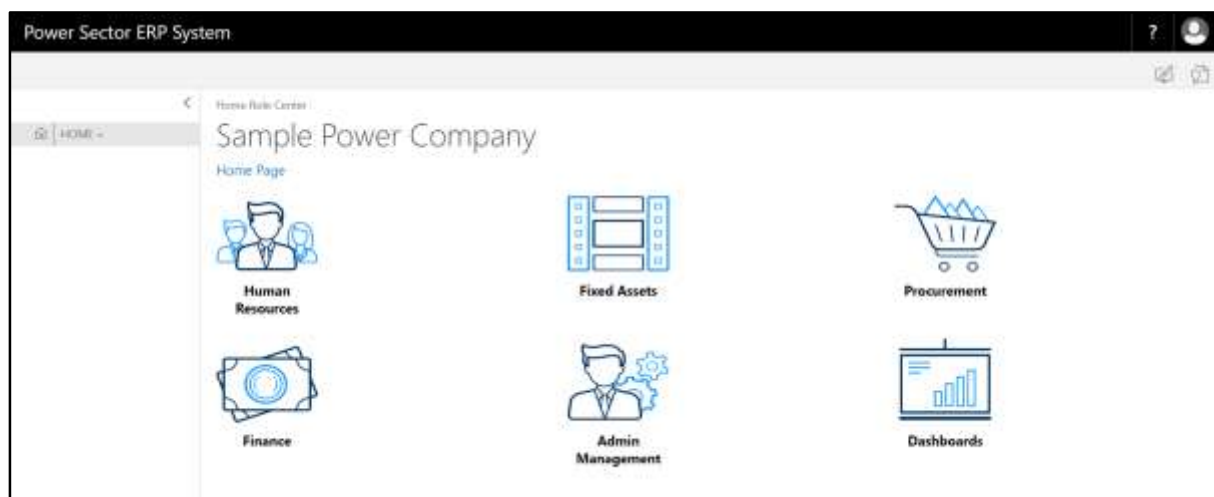 Power Sector ERP System
?
Home Role Center
HOME
Sample Power Company
Home Page
Human
Resources
Fixed Assets
Procurement
Finance
Admin
Management
Dashboards